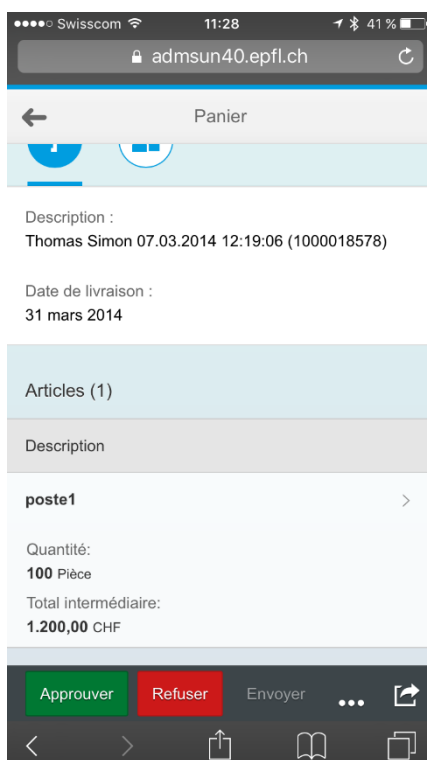 Swisscom 11:28 41 %
admsun40.epfl.ch
Panier
Description :
Thomas Simon 07.03.2014 12:19:06 (1000018578)
Date de livraison :
31 mars 2014
Articles (1)
Description
poste1
Quantité:
100 Pièce
Total intermédiaire:
1.200,00 CHF
Approuver Refuser Envoyer ...